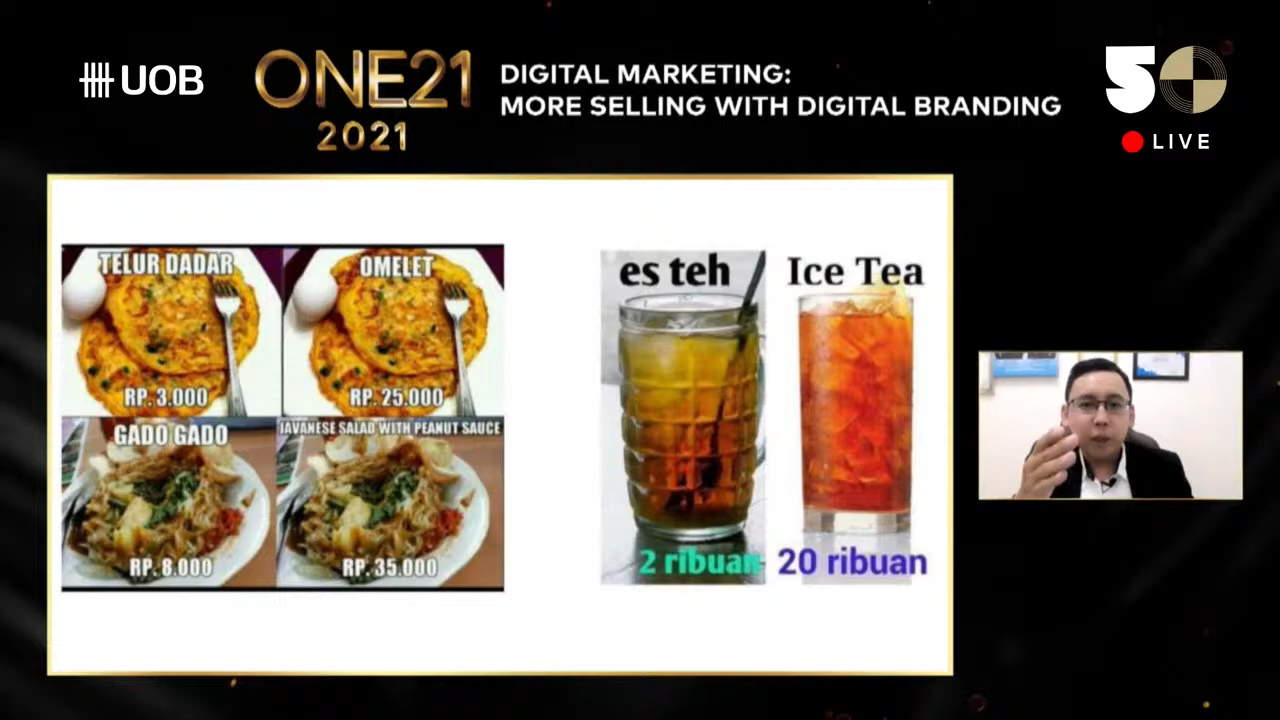 UOB
ONE21
2021
DIGITAL MARKETING:
MORE SELLING WITH DIGITAL BRANDING
50
LIVE
TELUR DADAR
RP. 3.000
OMELET
RP. 25.000
GADO GADO
RP. 8.000
JAVANESE SALAD WITH PEANUT SAUCE
RP. 35.000
es teh
2 ribuan
Ice Tea
20 ribuan